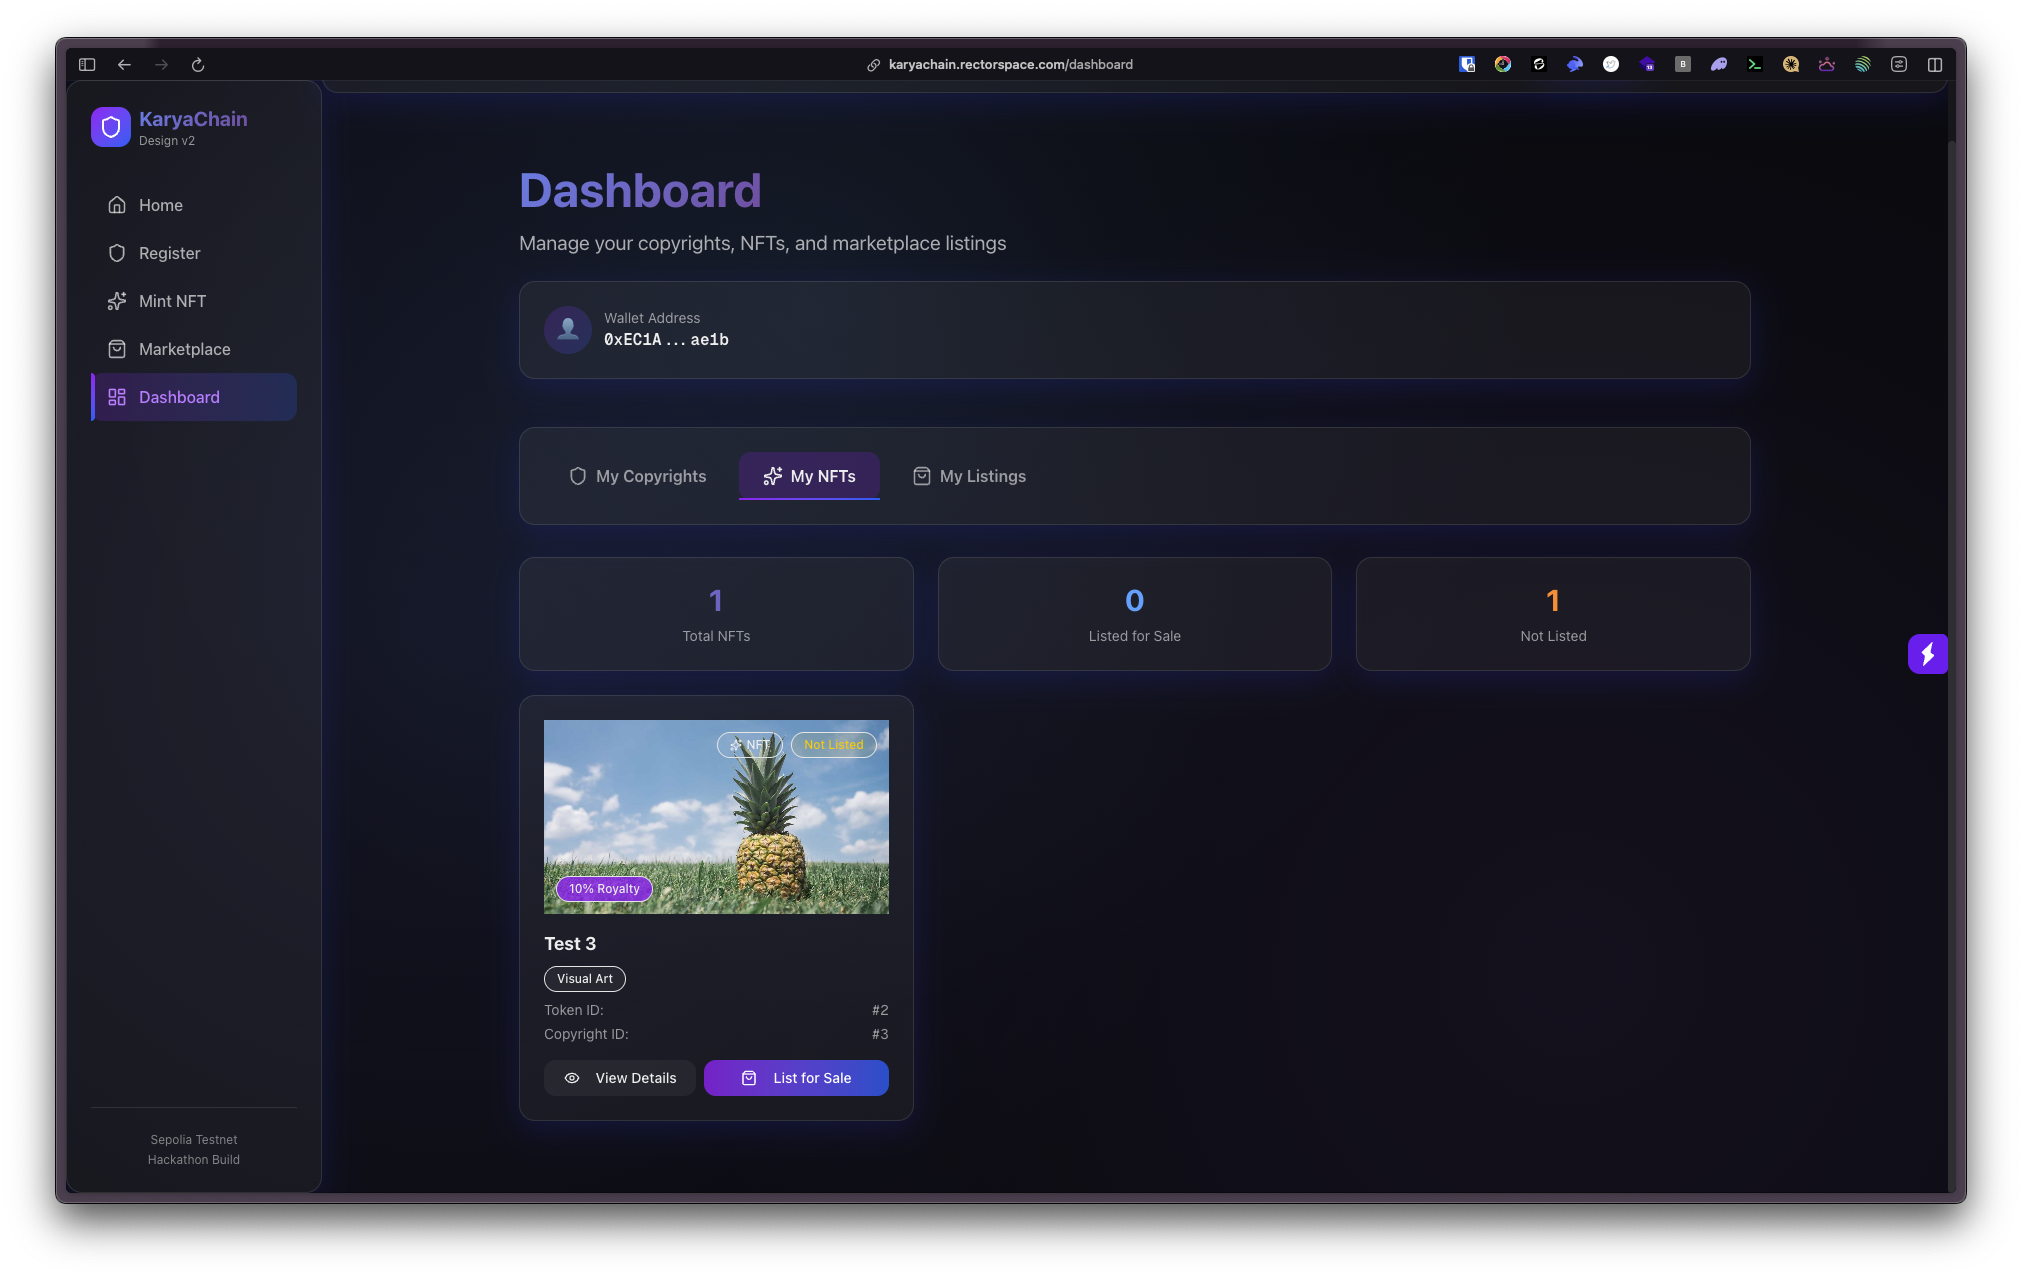 karyachain.rectorspace.com/dashboard
KaryaChain
Design v2
Home
Register
Mint NFT
Marketplace
Dashboard
Sepolia Testnet
Hackathon Build
Dashboard
Manage your copyrights, NFTs, and marketplace listings
Wallet Address
0xEC1A...ae1b
My Copyrights
My NFTs
My Listings
1
Total NFTs
0
Listed for Sale
1
Not Listed
NFT
Not Listed
10% Royalty
Test 3
Visual Art
Token ID: #2
Copyright ID: #3
View Details
List for Sale